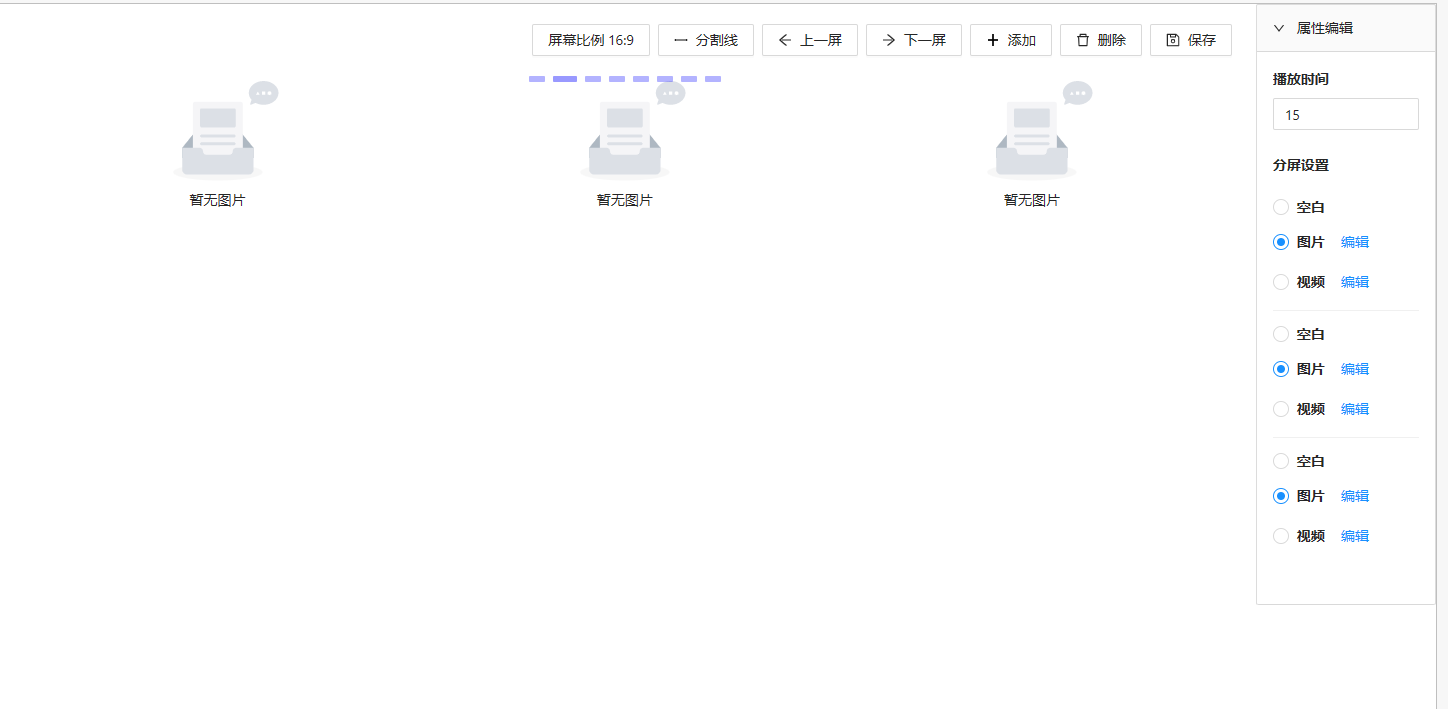 屏幕比例 16:9
分割线
上一屏
下一屏
添加
删除
保存
暂无图片
暂无图片
暂无图片
属性编辑
播放时间
15
分屏设置
空白
图片 编辑
视频 编辑
空白
图片 编辑
视频 编辑
空白
图片 编辑
视频 编辑